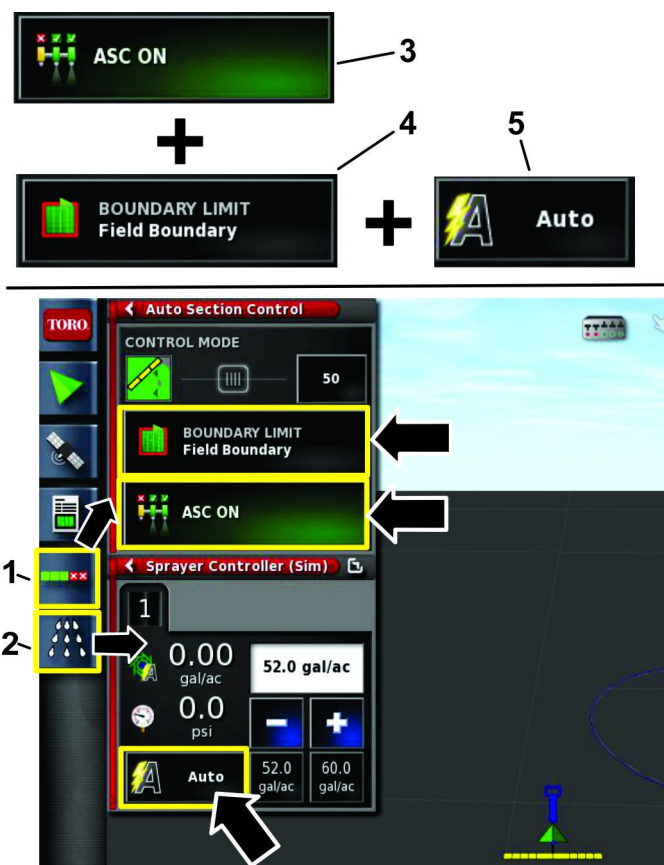 ASC ON
3
4
5
BOUNDARY LIMIT
Field Boundary
Auto
TORO
Auto Section Control
CONTROL MODE
50
BOUNDARY LIMIT
Field Boundary
ASC ON
1
Sprayer Controller (Sim)
1
2
0.00
gal/ac
52.0 gal/ac
0.0
psi
- +
A Auto
52.0
gal/ac
60.0
gal/ac